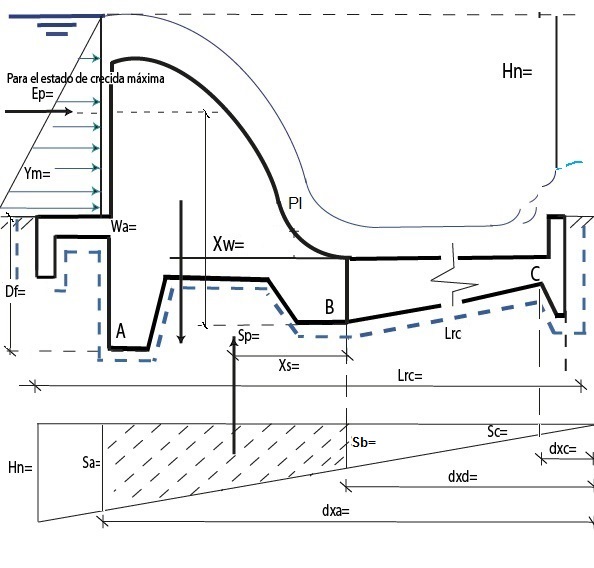 Hn=
Para el estado de crecida máxima
Ep=
Ym=
PI
Wa=
Xw=
C
Df=
B
A
Sp=
Lrc
Xs=
Lrc=
Sc=
Sb=
Hn=
Sa=
dxc=
dxd=
dxa=